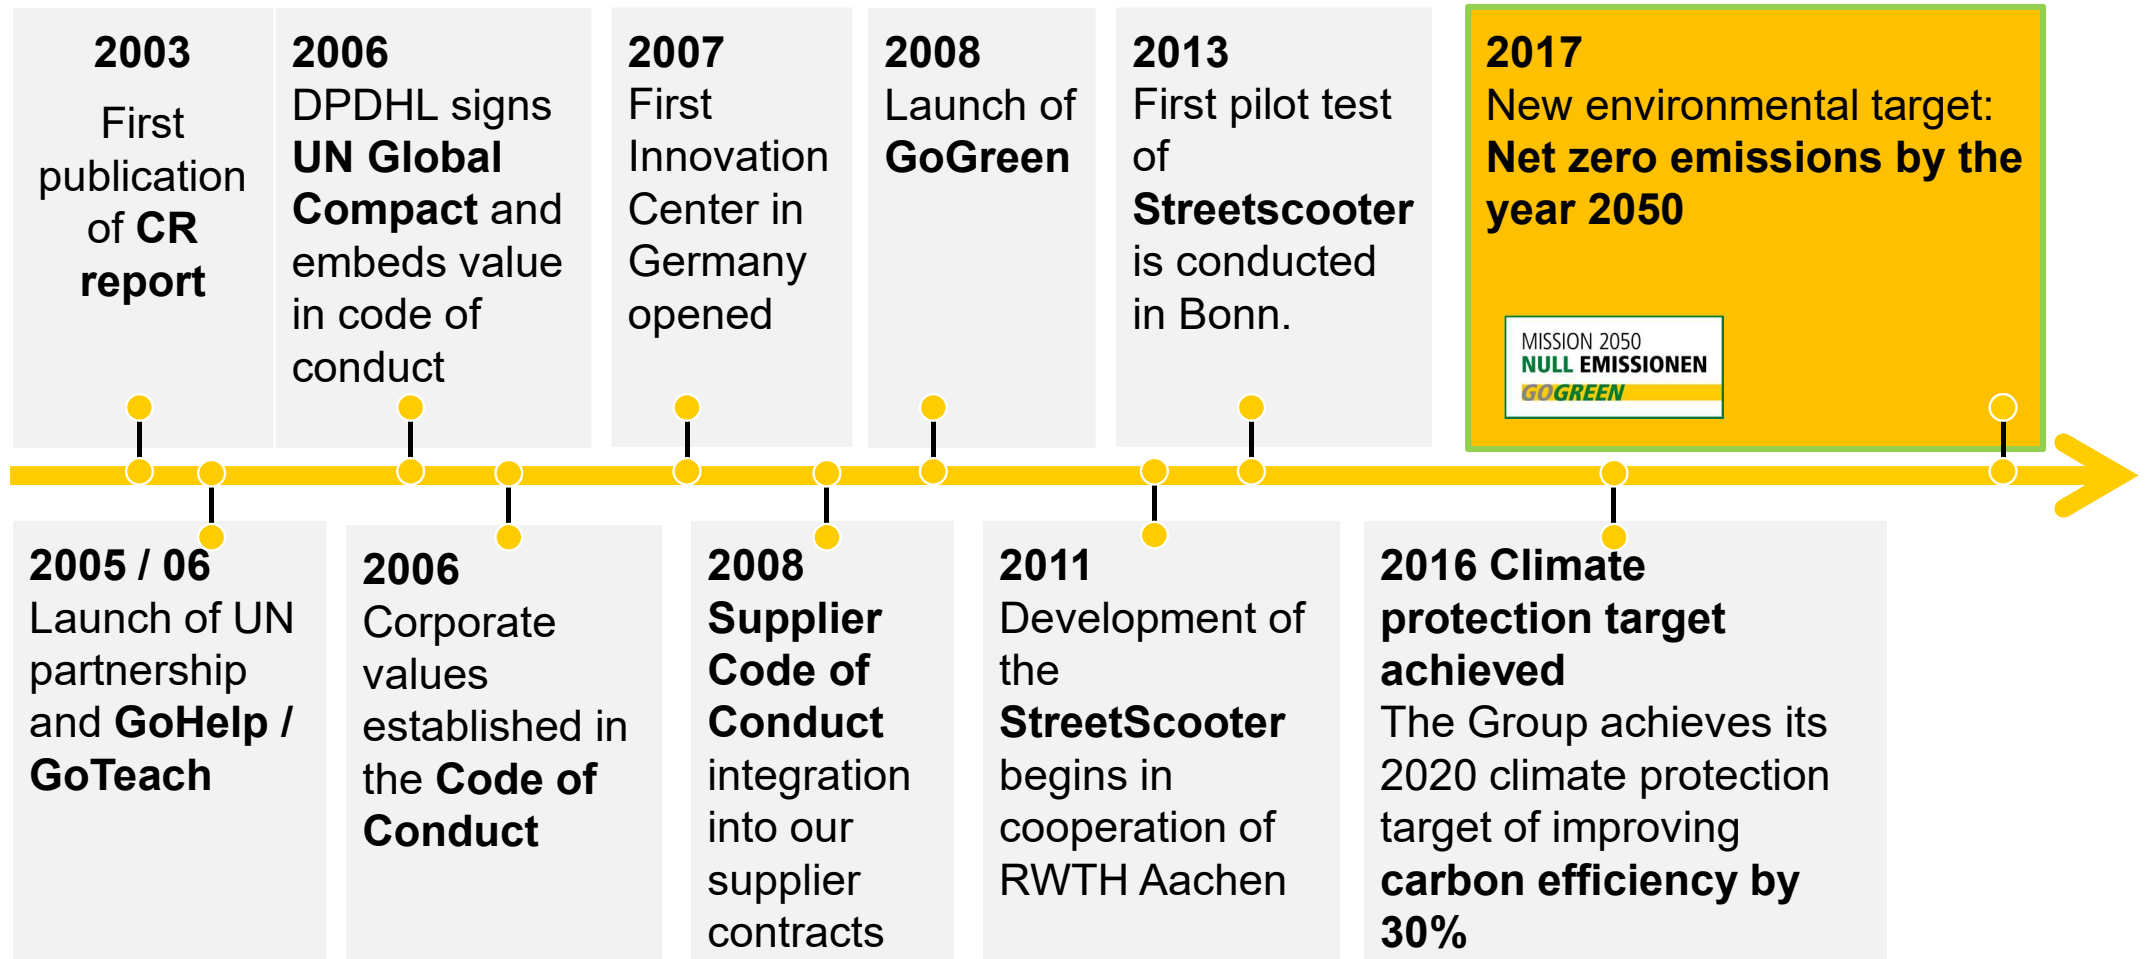 2003
First
publication
of CR
report
2006
DPDHL signs
UN Global
Compact and
embeds value
in code of
conduct
2007
First
Innovation
Center in
Germany
opened
2008
Launch of
GoGreen
2013
First pilot test
of
Streetscooter
is conducted
in Bonn.
2017
New environmental target:
Net zero emissions by the
year 2050
MISSION 2050
NULL EMISSIONEN
GOGREEN
2005 / 06
Launch of UN
partnership
and GoHelp /
GoTeach
2006
Corporate
values
established in
the Code of
Conduct
2008
Supplier
Code of
Conduct
integration
into our
supplier
contracts
2011
Development of
the
StreetScooter
begins in
cooperation of
RWTH Aachen
2016 Climate
protection target
achieved
The Group achieves its
2020 climate protection
target of improving
carbon efficiency by
30%